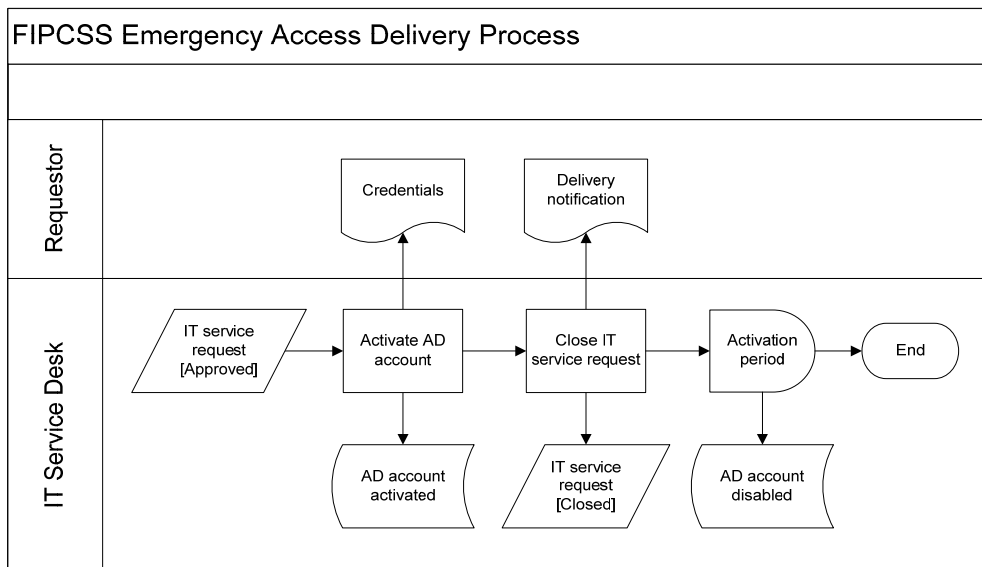 FIPCSS Emergency Access Delivery Process
Requestor
Credentials
Delivery
notification
IT Service Desk
IT service
request
[Approved]
Activate AD
account
Close IT
service request
Activation
period
End
AD account
activated
IT service
request
[Closed]
AD account
disabled